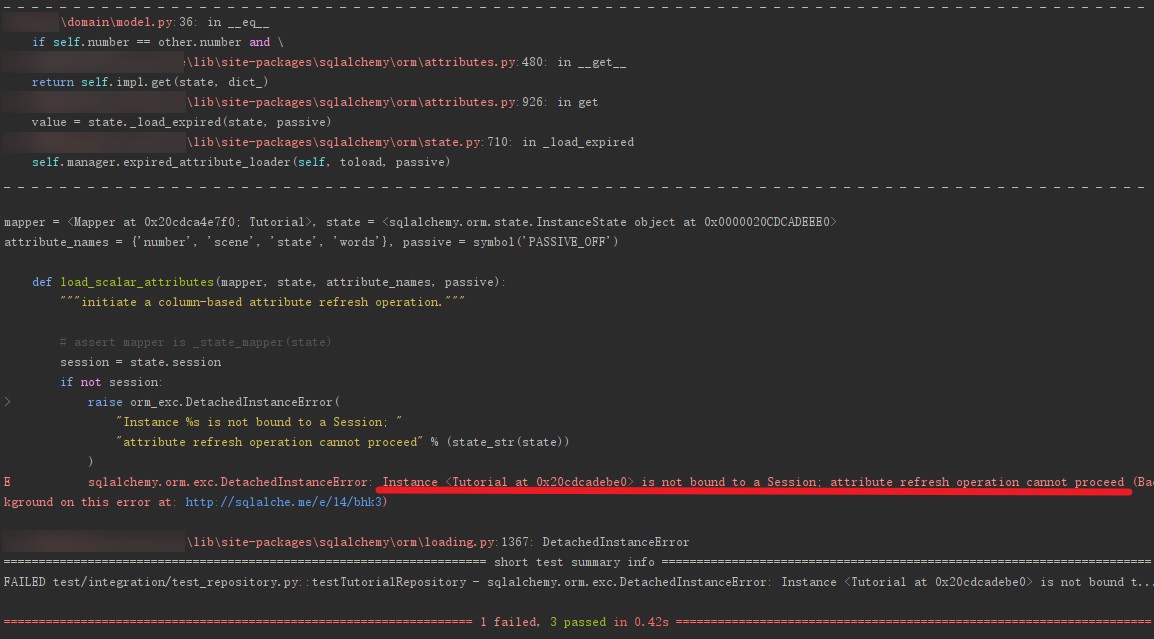 \domain\model.py:36: in __eq__
if self.number == other.number and \
\lib\site-packages\sqlalchemy\orm\attributes.py:480: in __get__
return self.impl.get(state, dict_)
\lib\site-packages\sqlalchemy\orm\attributes.py:926: in get
value = state._load_expired(state, passive)
\lib\site-packages\sqlalchemy\orm\state.py:710: in _load_expired
self.manager.expired_attribute_loader(self, toload, passive)
mapper = <Mapper at 0x20cdca4e7f0; Tutorial>, state = <sqlalchemy.orm.state.InstanceState object at 0x0000020CDCADEEE0>
attribute_names = {'number', 'scene', 'state', 'words'}, passive = symbol('PASSIVE_OFF')
def load_scalar_attributes(mapper, state, attribute_names, passive):
"""initiate a column-based attribute refresh operation."""
# assert mapper is _state_mapper(state)
session = state.session
if not session:
> raise orm_exc.DetachedInstanceError(
"Instance %s is not bound to a Session; "
"attribute refresh operation cannot proceed" % (state_str(state))
)
E sqlalchemy.orm.exc.DetachedInstanceError: Instance <Tutorial at 0x20cdcadebe0> is not bound to a Session; attribute refresh operation cannot proceed (Bac
kground on this error at: http://sqlalche.me/e/14/bhk3)
\lib\site-packages\sqlalchemy\orm\loading.py:1367: DetachedInstanceError
short test summary info
FAILED test/integration/test_repository.py::testTutorialRepository - sqlalchemy.orm.exc.DetachedInstanceError: Instance <Tutorial at 0x20cdcadebe0> is not bound t...
1 failed, 3 passed in 0.42s